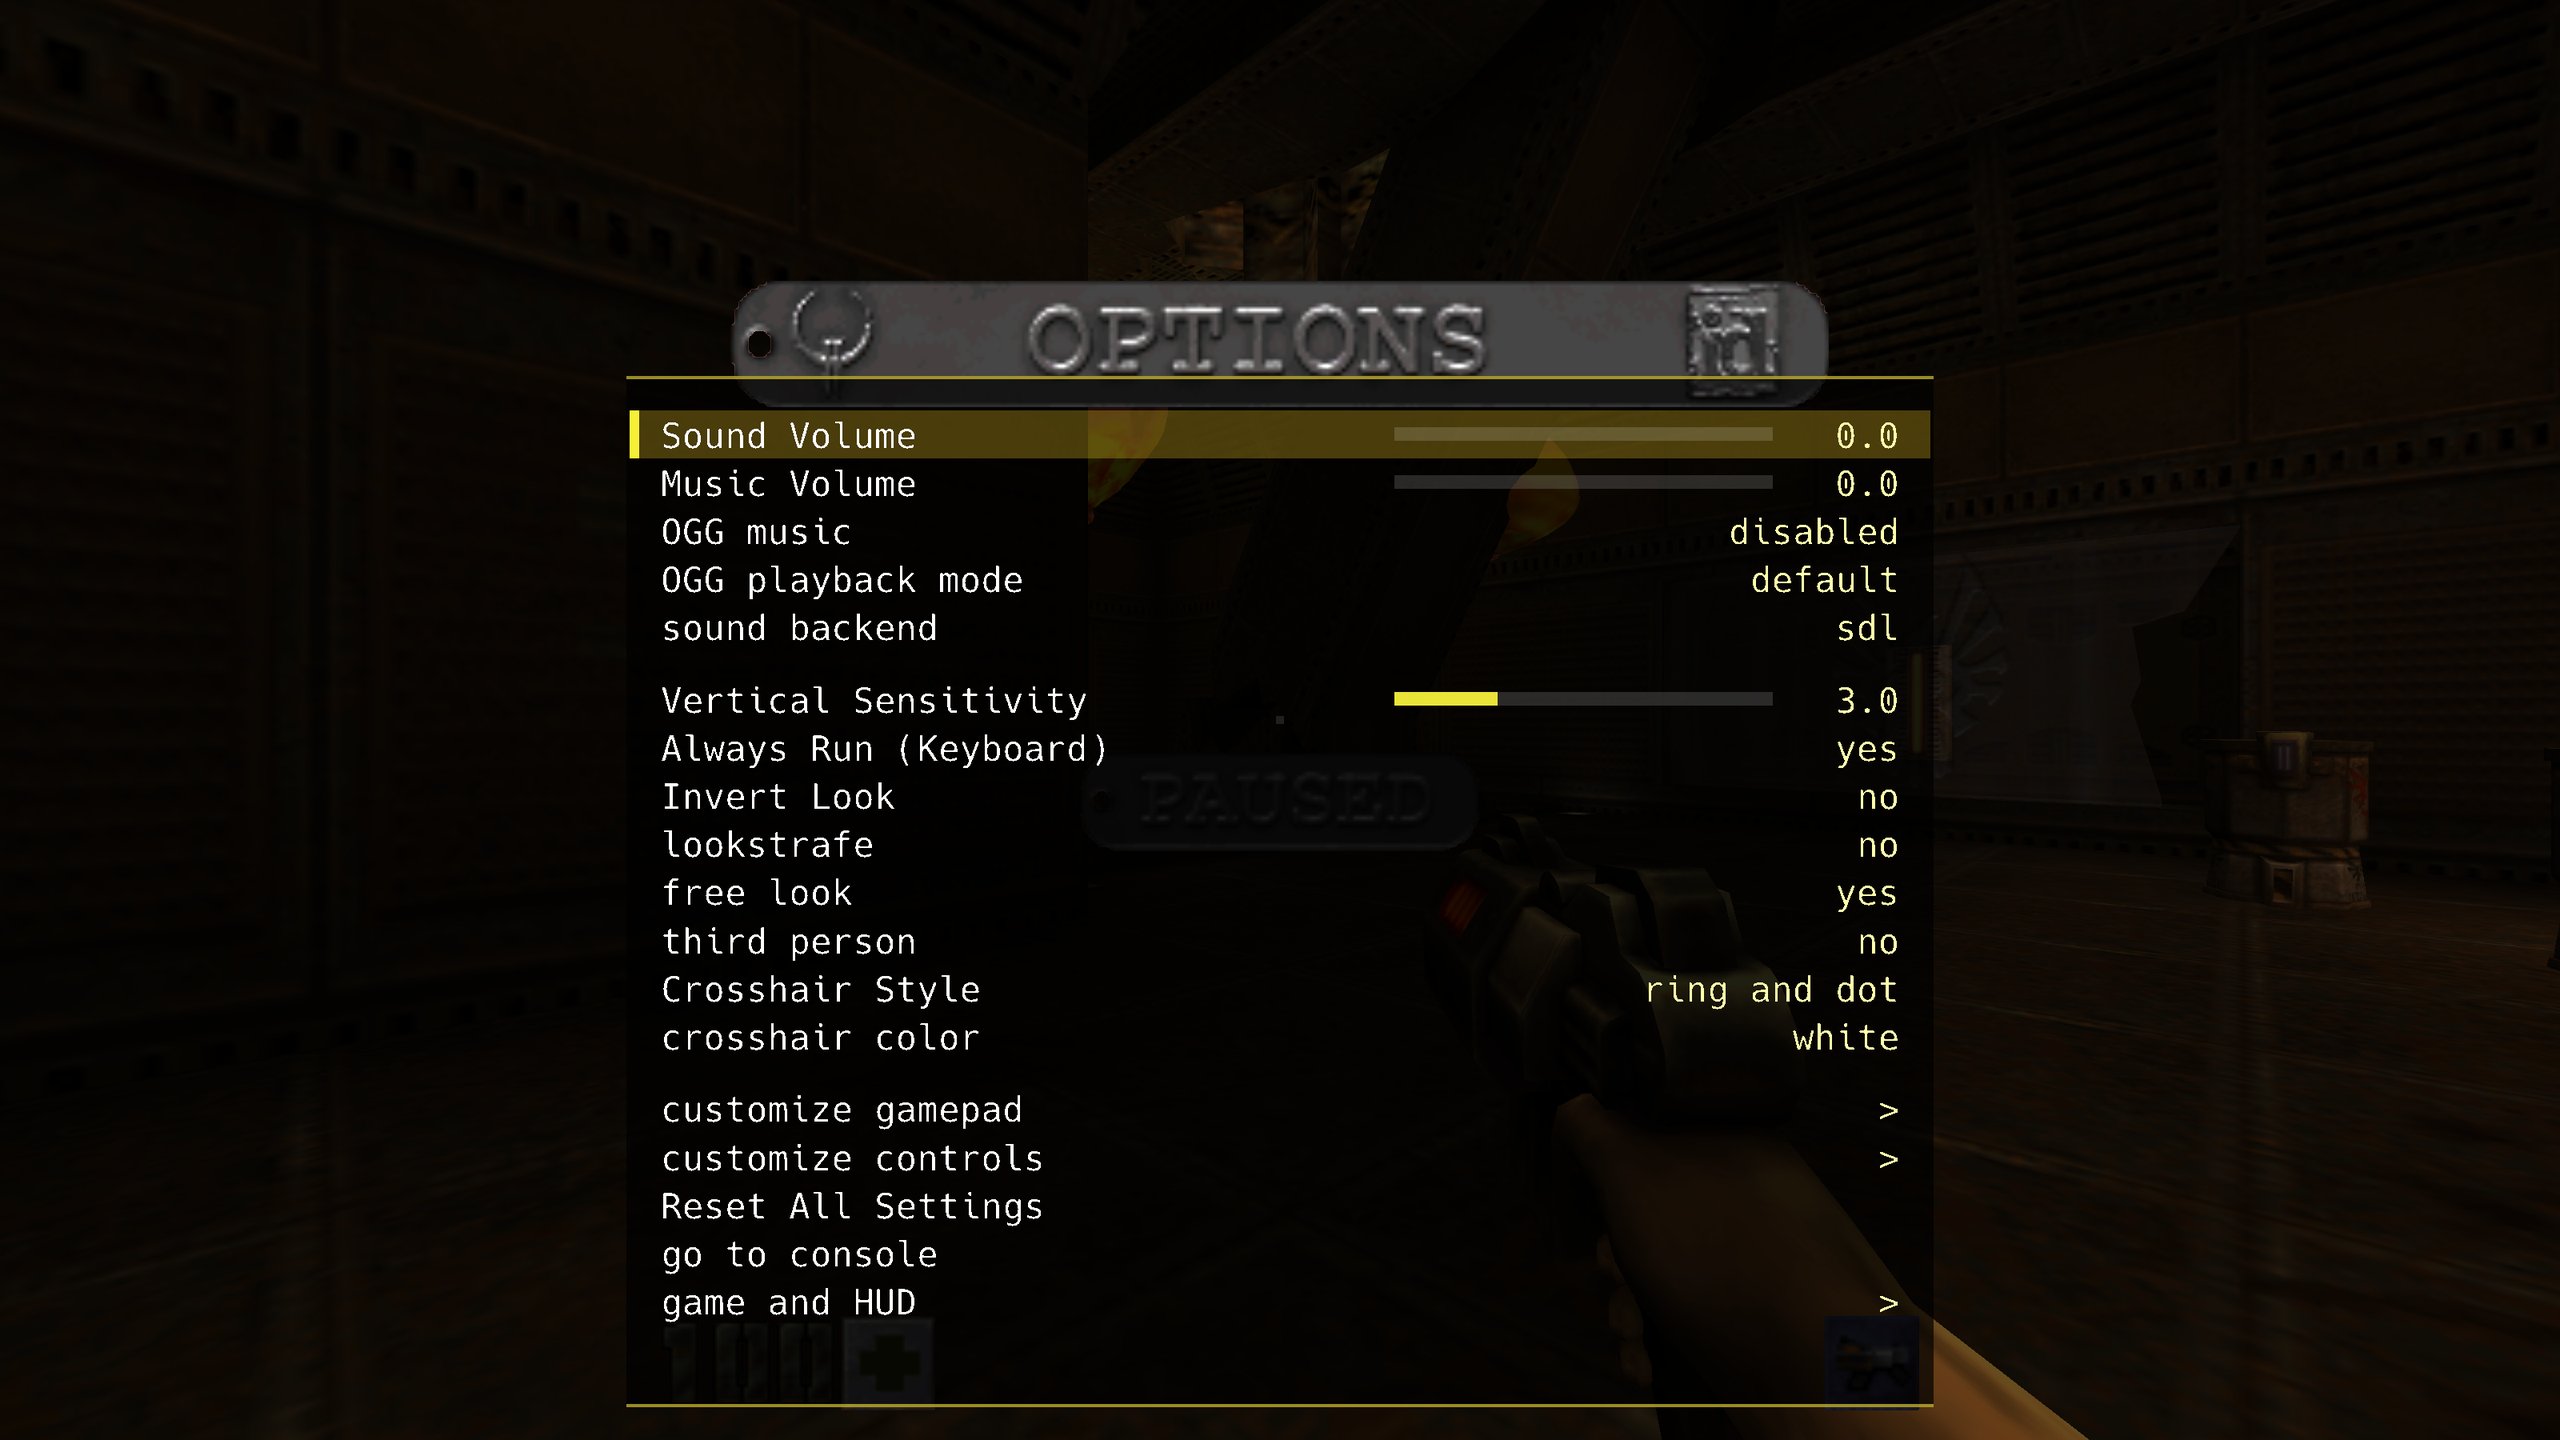 OPTIONS
Sound Volume 0.0
Music Volume 0.0
OGG music disabled
OGG playback mode default
sound backend sdl
Vertical Sensitivity 3.0
Always Run (Keyboard) yes
PAUSED
Invert Look no
lookstrafe no
free look yes
third person no
Crosshair Style ring and dot
crosshair color white
customize gamepad >
customize controls >
Reset All Settings
go to console
game and HUD >